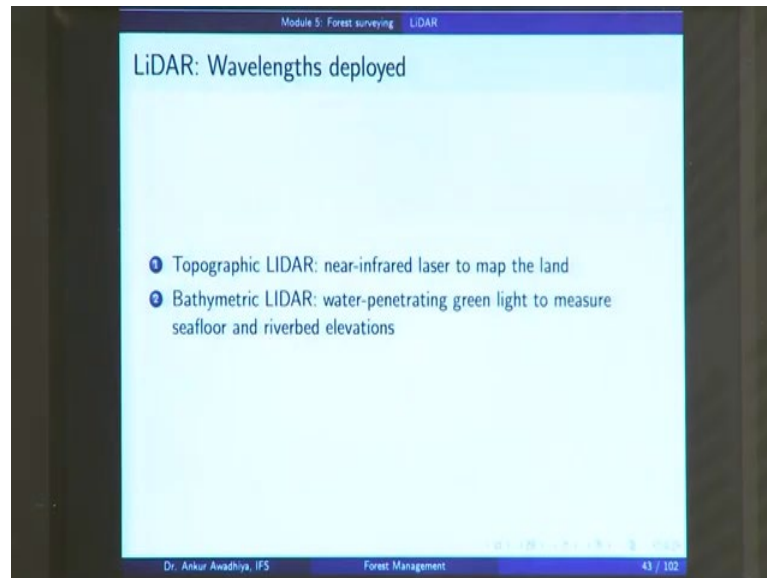 Module 5: Forest surveying LiDAR
LiDAR: Wavelengths deployed
1 Topographic LIDAR: near-infrared laser to map the land
2 Bathymetric LIDAR: water-penetrating green light to measure
seafloor and riverbed elevations
Dr. Ankur Awadhiya, IFS Forest Management 43 / 102